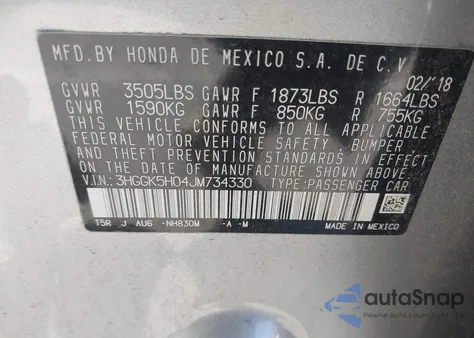 MFD.BY HONDA DE MEXICO S.A. DE C.V
02/'18
GVWR 3505LBS GAWR F 1873LBS R 1664LBS
GVWR 1590KG GAWR F 850KG R 755KG
THIS VEHICLE CONFORMS TO ALL APPLICABLE
FEDERAL MOTOR VEHICLE SAFETY, BUMPER AND
THEFT PREVENTION STANDARDS IN EFFECT ON
THE DATE OF MANUFACTURE SHOWN ABOVE.
V.I.N: 3HGGK5H04JM734330 TYPE: PASSENGER CAR
T5R J AU6 -NH830M -A -M
MADE IN MEXICO
autoSnap
Pewne auto z